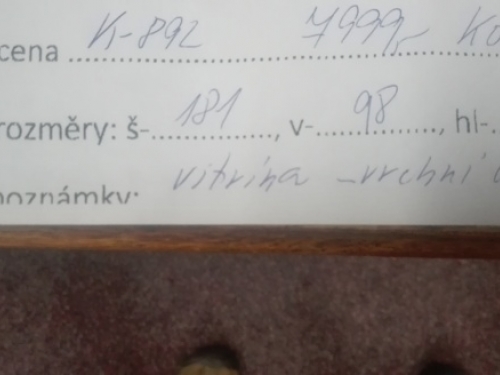 cena K-892 7999,- Kč
rozměry: š- 181, v- 98, hl-
poznámky: vitrína - vrchní